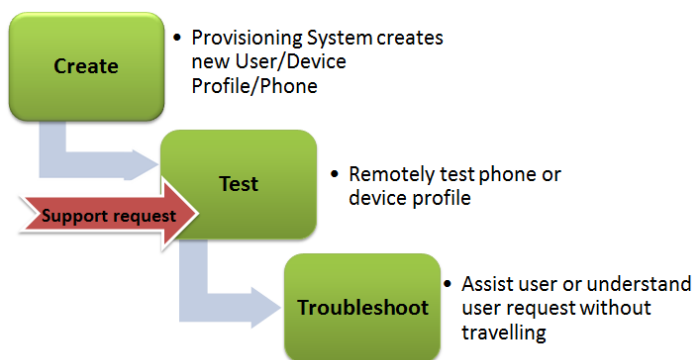 Create
• Provisioning System creates
new User/Device
Profile/Phone
Test
• Remotely test phone or
device profile
Support request
Troubleshoot
• Assist user or understand
user request without
travelling